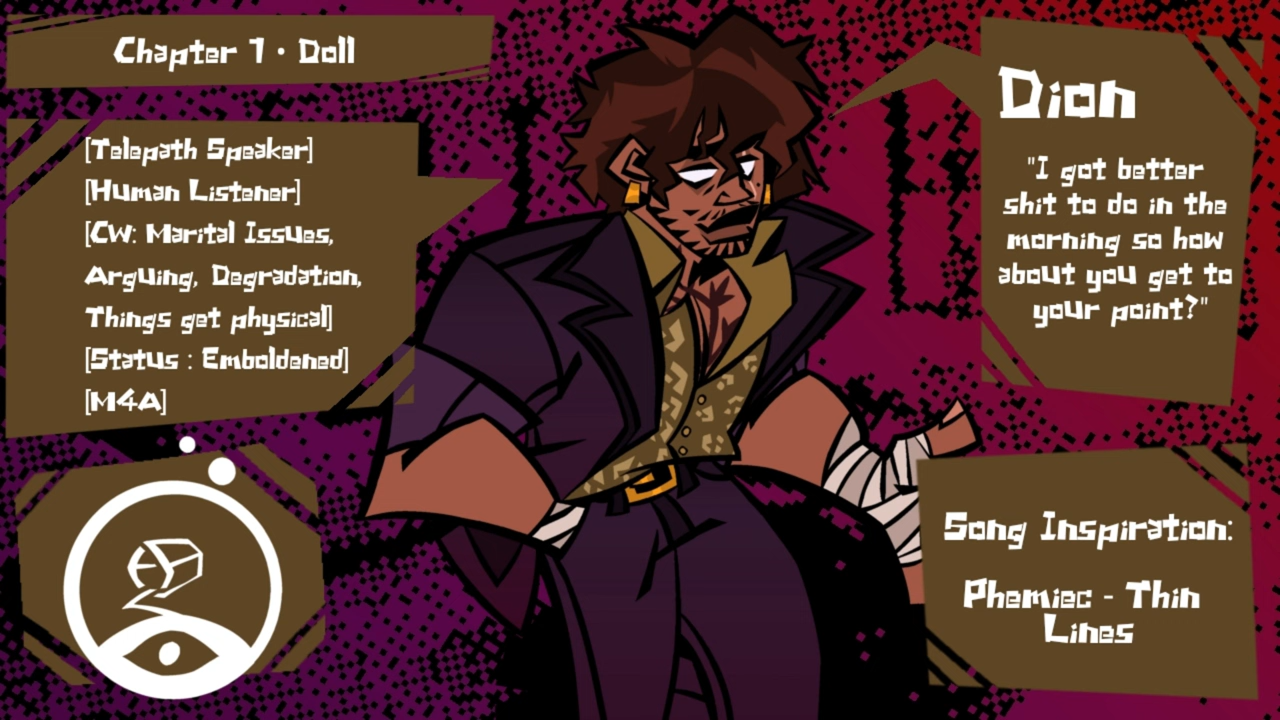 Chapter 1 • Doll
[Telepath Speaker]
[Human Listener]
[CW: Marital Issues,
Arguing, Degradation,
Things get physical]
[Status : Emboldened]
[M4A]
Dion
"I got better
shit to do in the
morning so how
about you get to
your point?"
Song Inspiration:
Phemiec - Thin
Lines